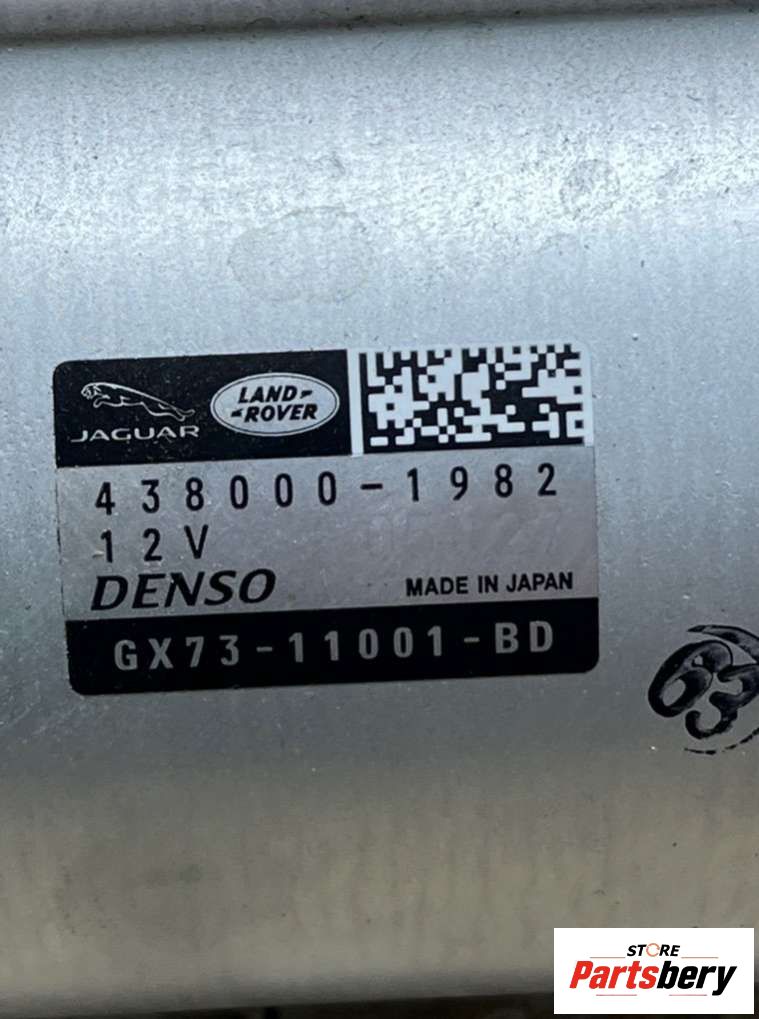 JAGUAR
LAND-
-ROVER
438000-1982
12V
DENSO
MADE IN JAPAN
GX73-11001-BD
63
STORE
Partsbery